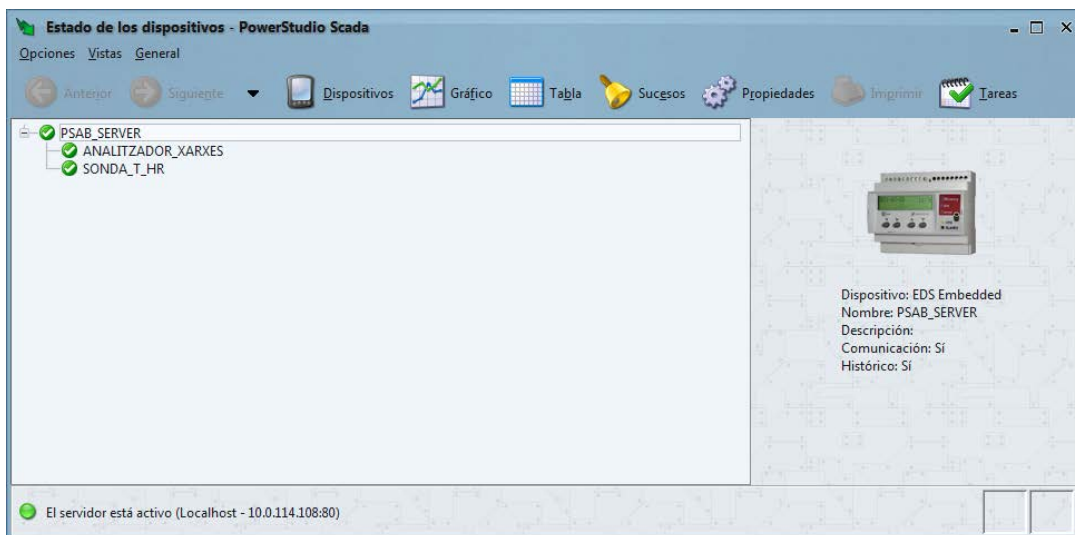 Estado de los dispositivos - PowerStudio Scada
Opciones Vistas General
Anterior Siguiente Dispositivos Gráfico Tabla Sucesos Propiedades Imprimir Tareas
PSAB_SERVER
ANALITZADOR_XARXES
SONDA_T_HR
Dispositivo: EDS Embedded
Nombre: PSAB_SERVER
Descripción:
Comunicación: Sí
Histórico: Sí
El servidor está activo (Localhost - 10.0.114.108:80)